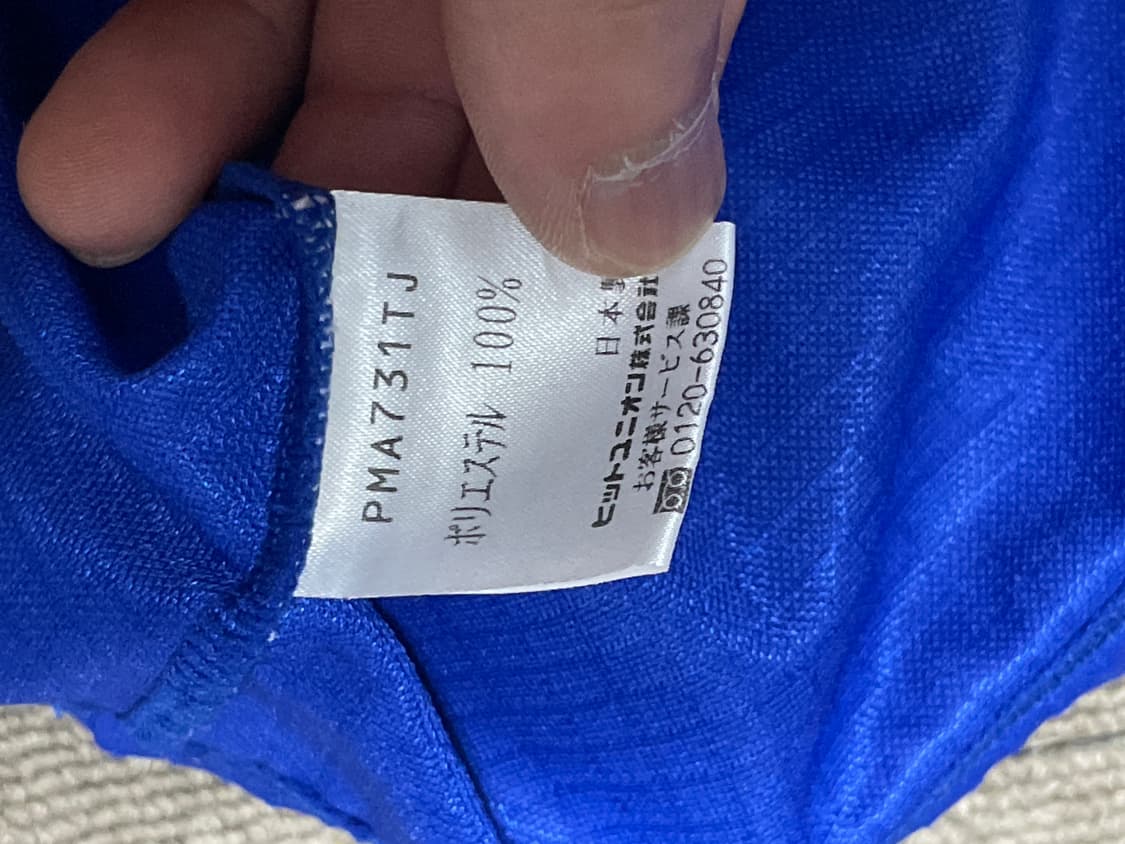 PMA731TJ
ポリエステル 100%
日本製
ヒットユニオン株式会社
お客様サービス課
0120-630840